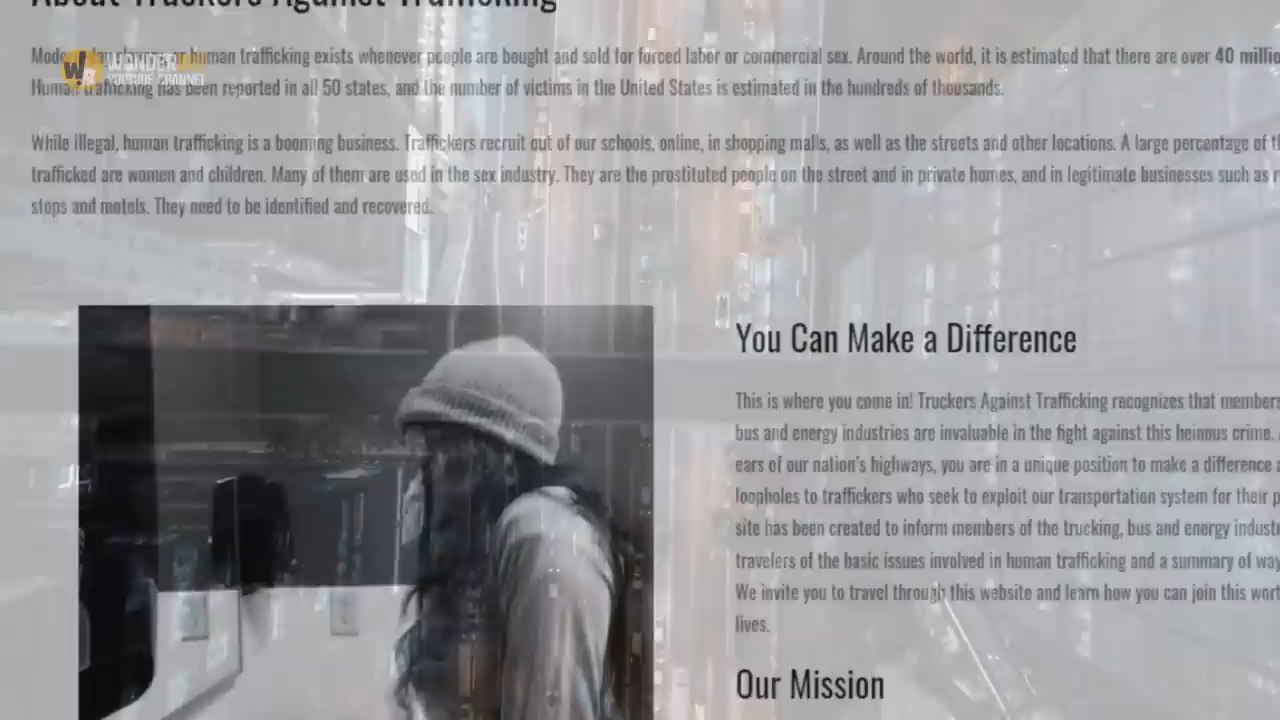 About Truckers Against Trafficking
WONDERBOT
YOUTUBE CHANNEL
Modern day slavery or human trafficking exists whenever people are bought and sold for forced labor or commercial sex. Around the world, it is estimated that there are over 40
Human trafficking has been reported in all 50 states, and the number of victims in the United States is estimated in the hundreds of thousands.
While illegal, human trafficking is a booming business. Traffickers recruit out of our schools, online, in shopping malls, as well as the streets and other locations. A large percentage of
trafficked are women and children. Many of them are used in the sex industry. They are the prostituted people on the street and in private homes, and in legitimate businesses such as
stops and motels. They need to be identified and recovered.
You Can Make a Difference
This is where you come in! Truckers Against Trafficking recognizes that members
bus and energy industries are invaluable in the fight against this heinous crime.
ears of our nation's highways, you are in a unique position to make a difference
loopholes to traffickers who seek to exploit our transportation system for their
site has been created to inform members of the trucking, bus and energy
travelers of the basic issues involved in human trafficking and a summary of
We invite you to travel through this website and learn how you can join this
lives.
Our Mission